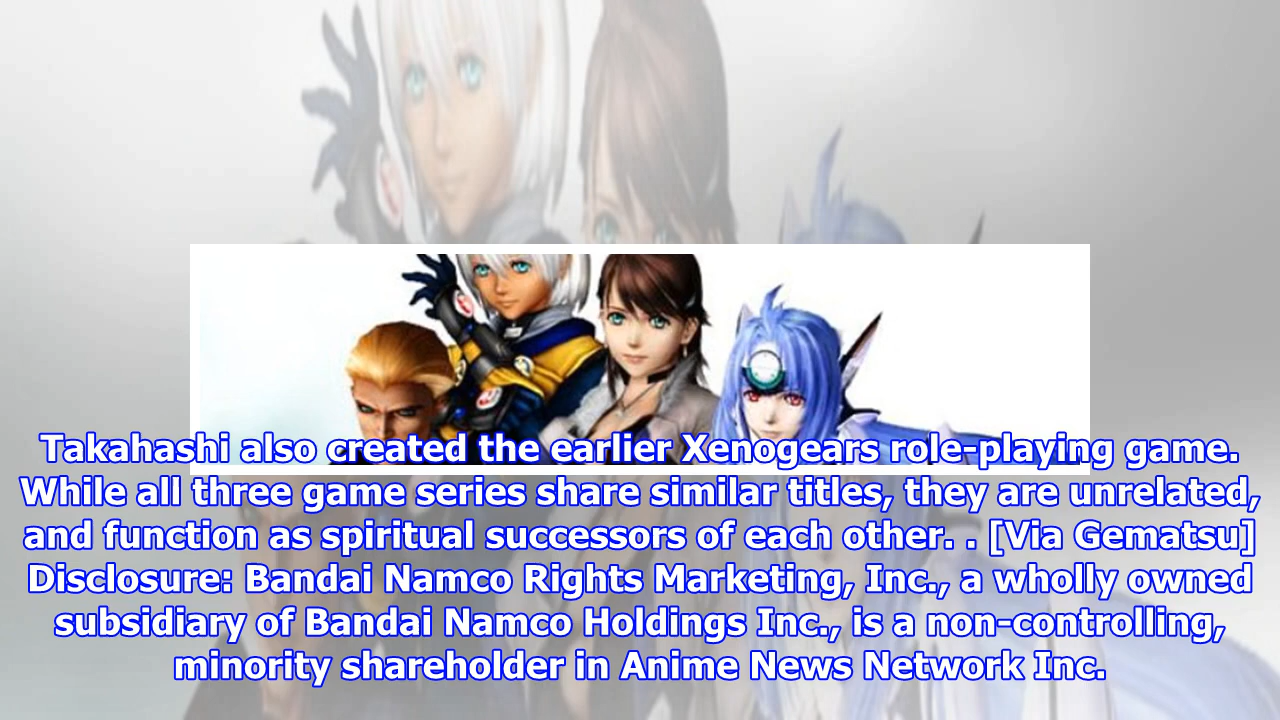 Takahashi also created the earlier Xenogears role-playing game.
While all three game series share similar titles, they are unrelated,
and function as spiritual successors of each other. . [Via Gematsu]
Disclosure: Bandai Namco Rights Marketing, Inc., a wholly owned
subsidiary of Bandai Namco Holdings Inc., is a non-controlling,
minority shareholder in Anime News Network Inc.